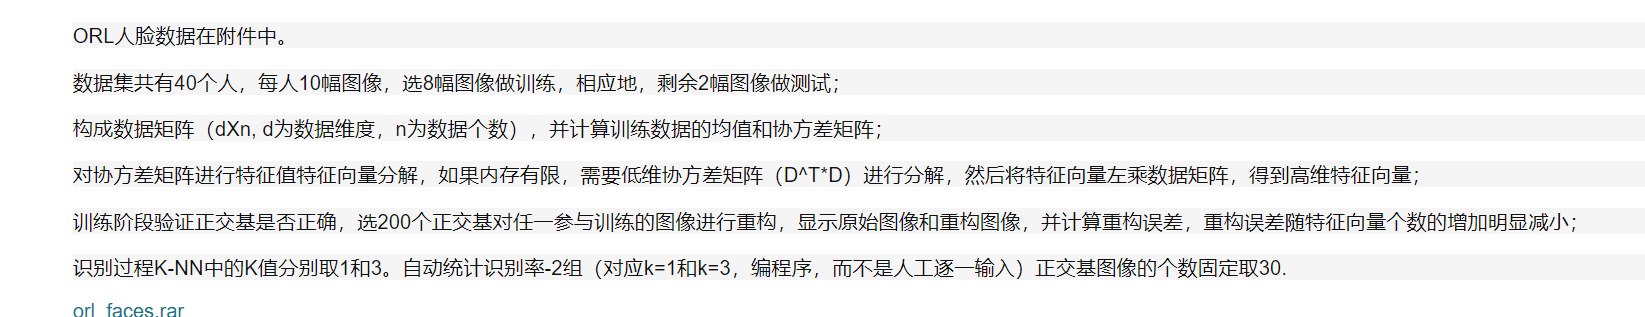 ORL人脸数据在附件中。
数据集共有40个人，每人10幅图像，选8幅图像做训练，相应地，剩余2幅图像做测试；
构成数据矩阵（dXn, d为数据维度，n为数据个数），并计算训练数据的均值和协方差矩阵；
对协方差矩阵进行特征值特征向量分解，如果内存有限，需要低维协方差矩阵（D^T*D）进行分解，然后将特征向量左乘数据矩阵，得到高维特征向量；
训练阶段验证正交基是否正确，选200个正交基对任一参与训练的图像进行重构，显示原始图像和重构图像，并计算重构误差，重构误差随特征向量个数的增加明显减小；
识别过程K-NN中的K值分别取1和3。自动统计识别率-2组（对应k=1和k=3，编程序，而不是人工逐一输入）正交基图像的个数固定取30.
orl_faces.rar